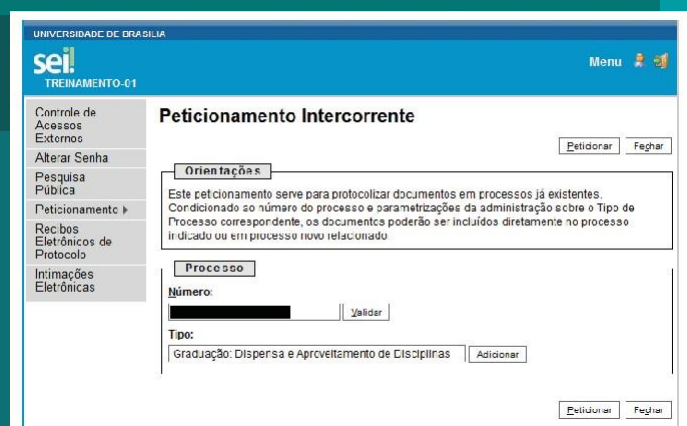 UNIVERSIDADE DE BRASILIA
sei!
TREINAMENTO-01
Menu
Controle de
Acessos
Externos
Alterar Senha
Pesquisa
Pública
Peticionamento
Recibos
Eletrônicos de
Protocolo
Intimações
Eletrônicas
Peticionamento Intercorrente
Peticionar Fechar
Orientações
Este peticionamento serve para protocolizar documentos em processos já existentes.
Condicionado ao número do processo e parametrizações da administração sobre o Tipo de
Processo correspondente, os documentos poderão ser incluídos diretamente no processo
indicado ou em processo novo relacionado.
Processo
Número:
Validar
Tipo:
Graduação: Dispensa e Aproveitamento de Disciplinas Adicionar
Peticionar Fechar